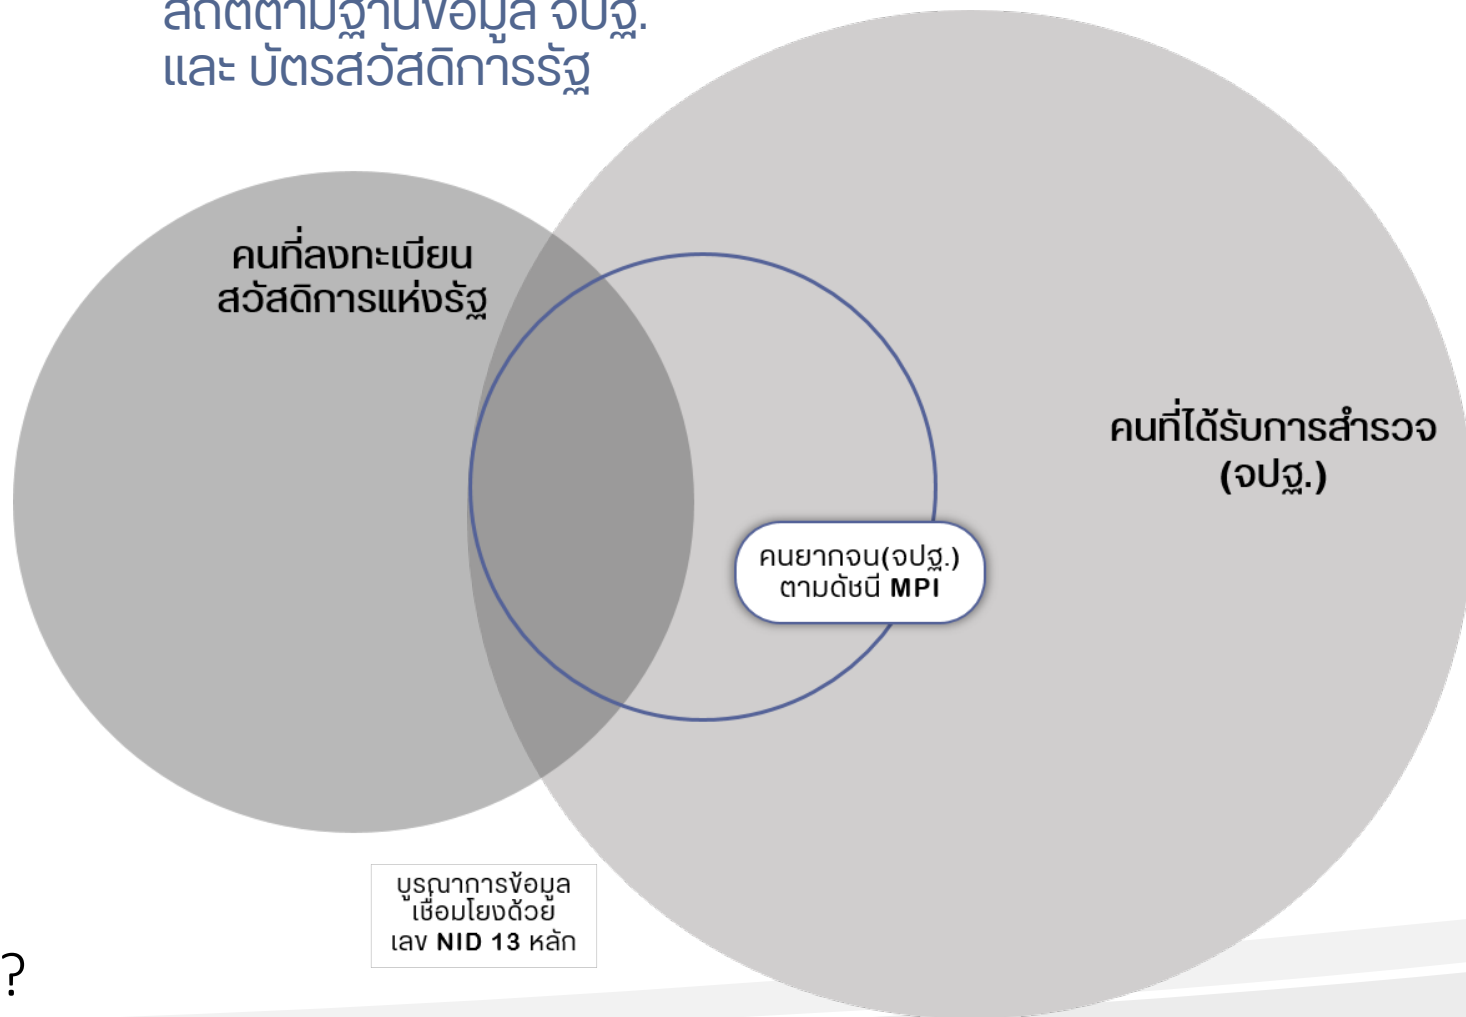 สถิติตามฐานข้อมูล จปฐ.
และ บัตรสวัสดิการรัฐ
คนที่ลงทะเบียน
สวัสดิการแห่งรัฐ
คนที่ได้รับการสำรวจ
(จปฐ.)
คนยากจน(จปฐ.)
ตามดัชนี MPI
บูรณาการข้อมูล
เชื่อมโยงด้วย
เลข NID 13 หลัก
?